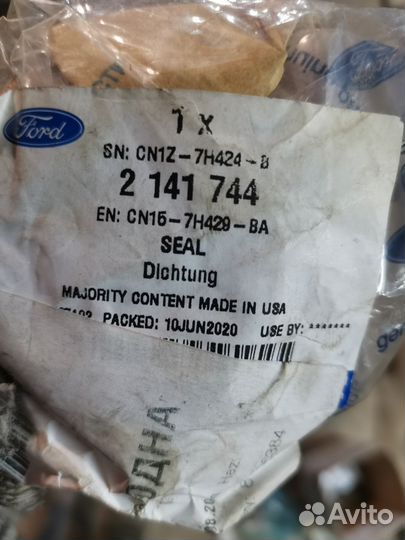 Ford
1 X
SN: CN1Z-7H424-B
2 141 744
EN: CN15-7H429-BA
SEAL
Dichtung
MAJORITY CONTENT MADE IN USA
PACKED: 10JUN2020 USE BY: *******
Ford
Avito